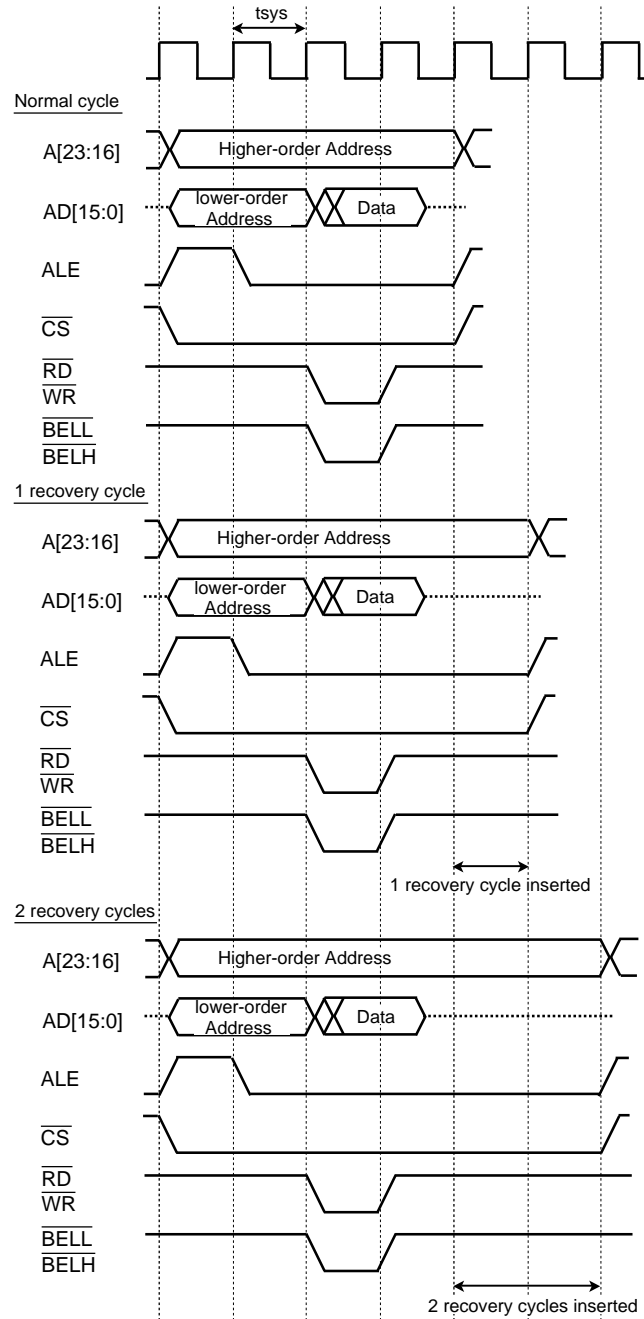 tsys
Normal cycle
A[23:16]
Higher-order Address
AD[15:0]
lower-order
Address
Data
ALE
CS
RD
WR
BELL
BELH
1 recovery cycle
A[23:16]
Higher-order Address
AD[15:0]
lower-order
Address
Data
ALE
CS
RD
WR
BELL
BELH
1 recovery cycle inserted
2 recovery cycles
A[23:16]
Higher-order Address
AD[15:0]
lower-order
Address
Data
ALE
CS
RD
WR
BELL
BELH
2 recovery cycles inserted